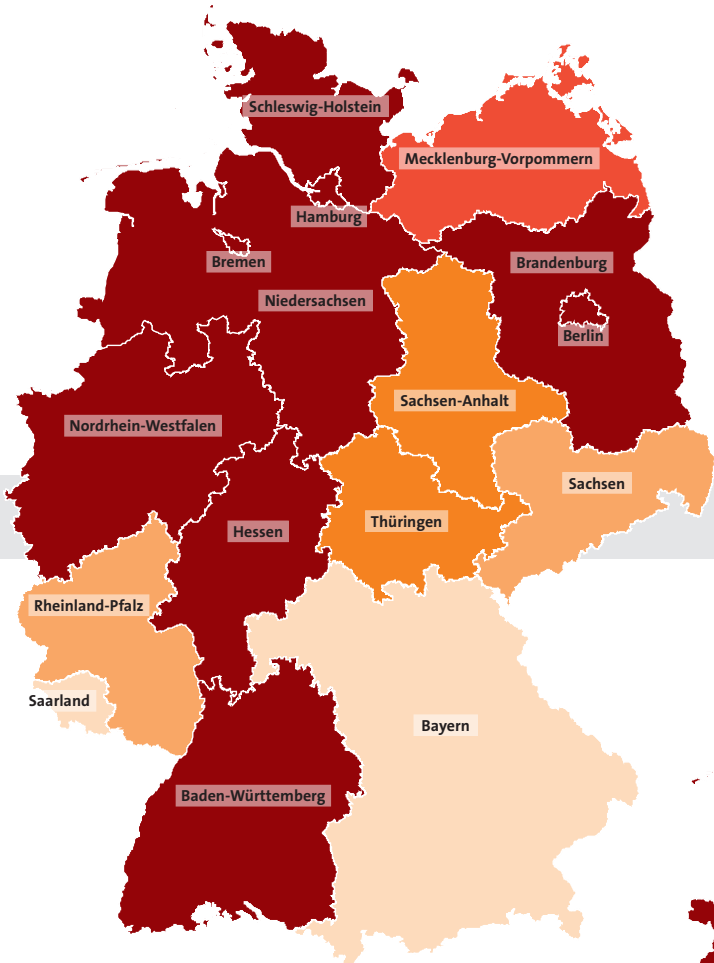 Schleswig-Holstein
Mecklenburg-Vorpommern
Hamburg
Bremen
Brandenburg
Niedersachsen
Berlin
Sachsen-Anhalt
Nordrhein-Westfalen
Sachsen
Thüringen
Hessen
Rheinland-Pfalz
Saarland
Bayern
Baden-Württemberg